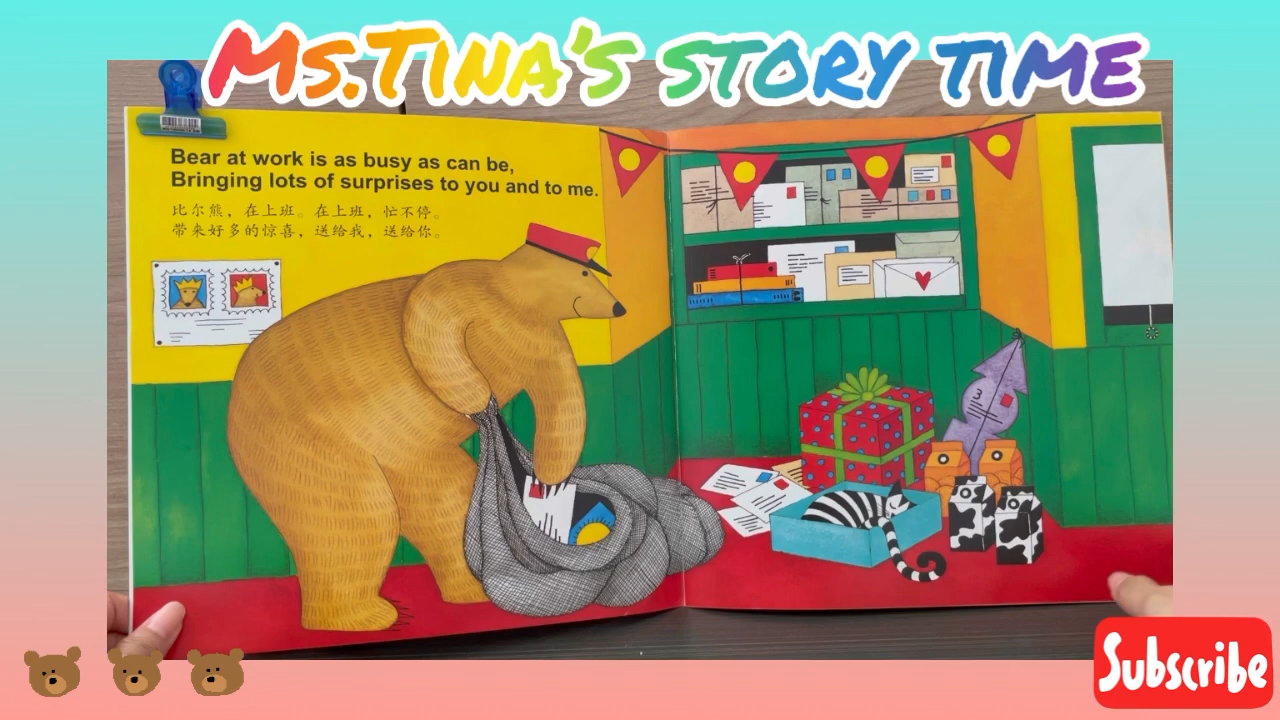 Ms.Tina's story time
Bear at work is as busy as can be,
Bringing lots of surprises to you and to me.
比尔熊，在上班。在上班，忙不停。
带来好多的惊喜，送给我，送给你。
3
Subscribe